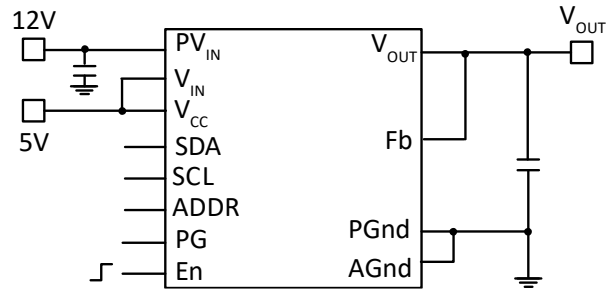 12V
PV_IN
V_IN
5V
V_CC
SDA
SCL
ADDR
PG
En
V_OUT
Fb
PGnd
AGnd
V_OUT